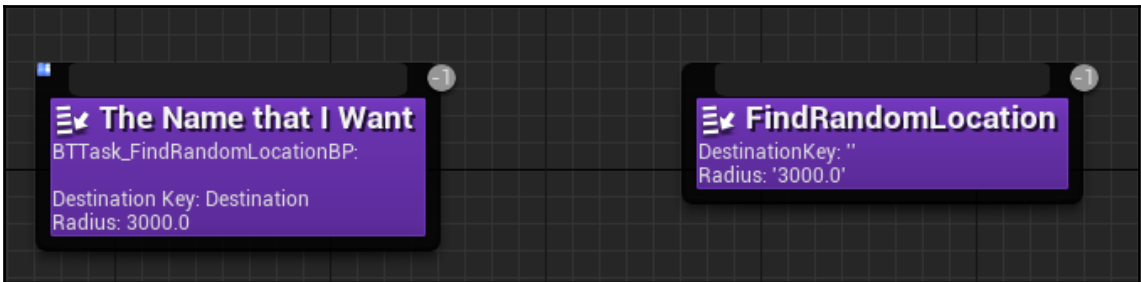 -1
The Name that I Want
BTTask_FindRandomLocationBP:
Destination Key: Destination
Radius: 3000.0
-1
FindRandomLocation
DestinationKey: ''
Radius: '3000.0'